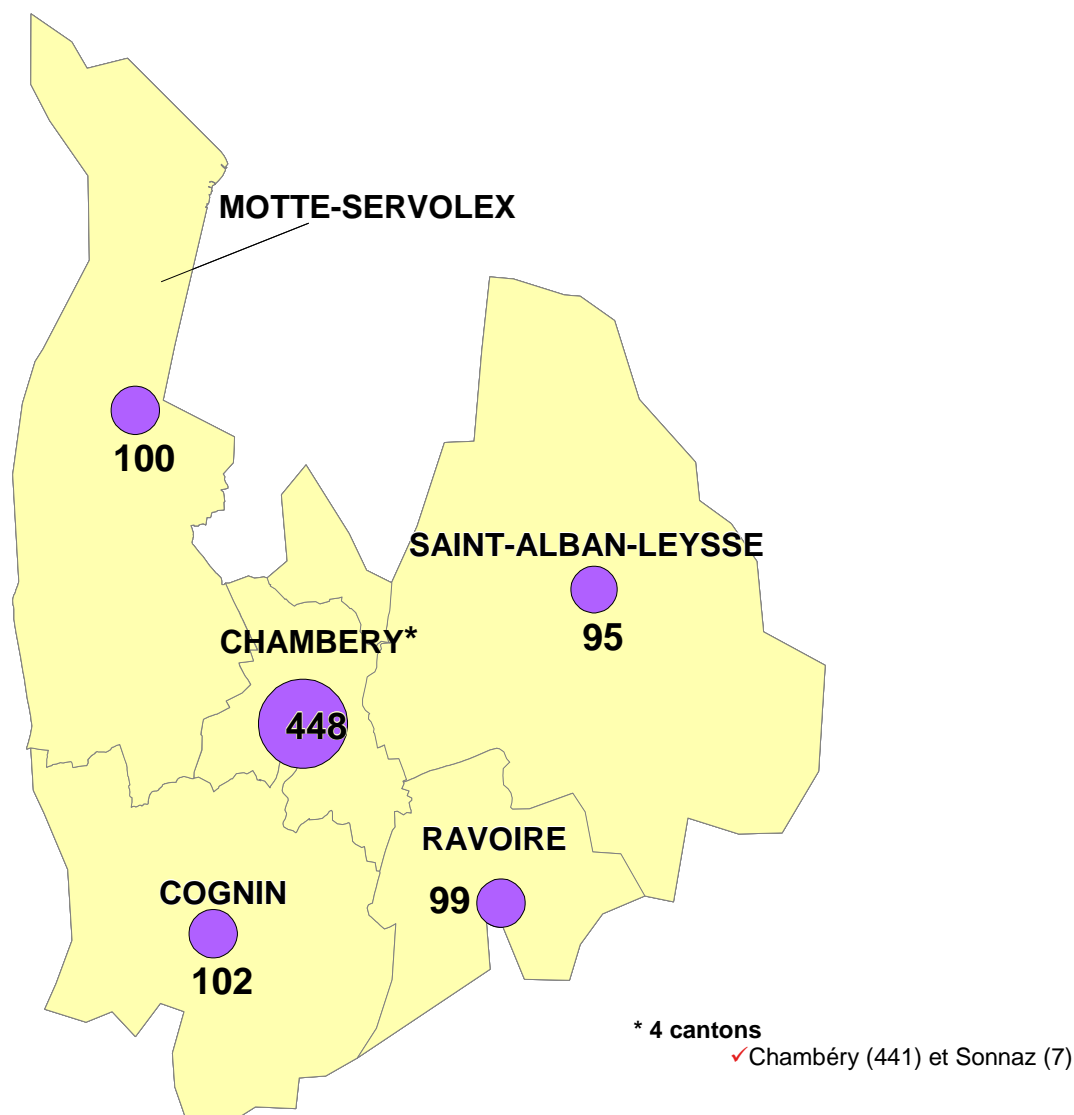 MOTTE-SERVOLEX
100
SAINT-ALBAN-LEYSSE
95
CHAMBERY*
448
RAVOIRE
99
COGNIN
102
* 4 cantons
✓Chambéry (441) et Sonnaz (7)